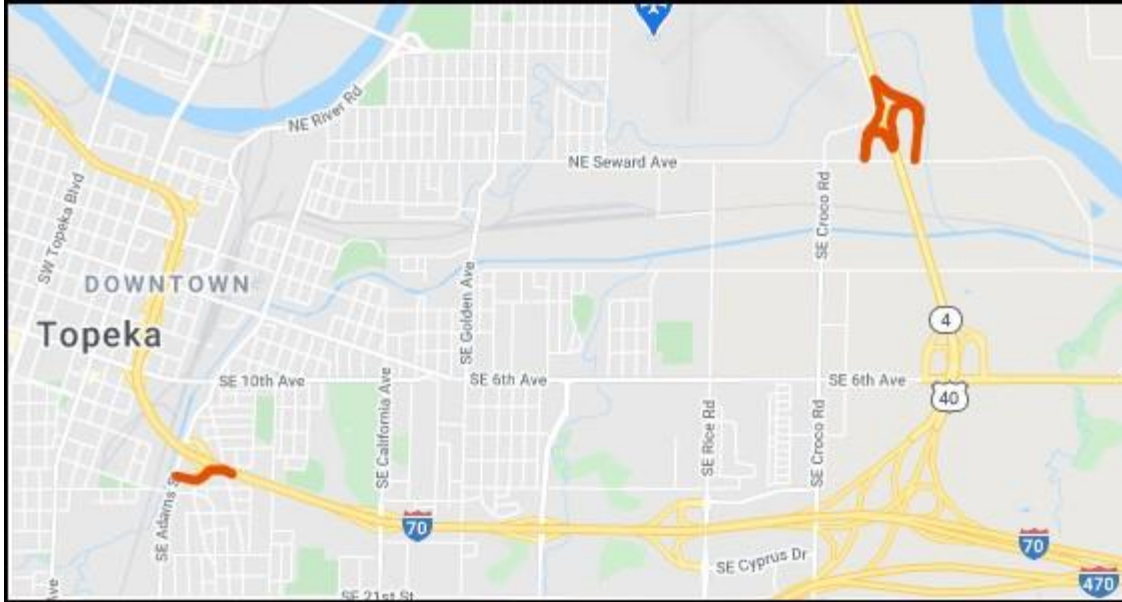 NE River Rd
NE Seward Ave
SW Topeka Blvd
SE Croco Rd
DOWNTOWN
Topeka
SE Golden Ave
4
SE 10th Ave
SE 6th Ave
SE 6th Ave
40
SE California Ave
SE Rice Rd
SE Croco Rd
SE Adams S
70
70
SE Cyprus Dr
470
SE 21st St
Ave